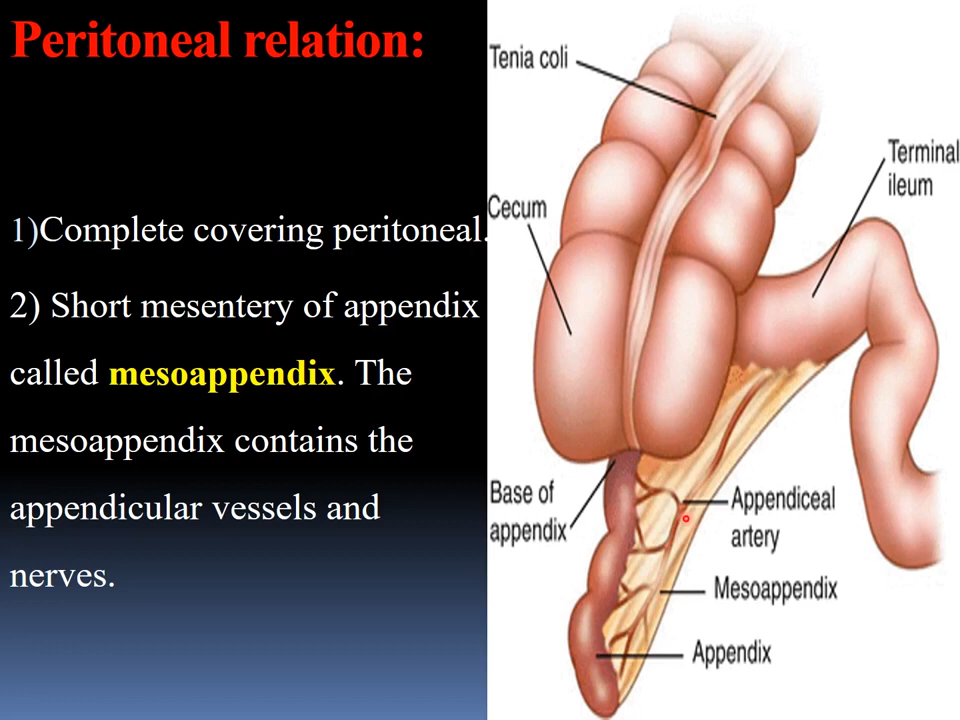 Peritoneal relation:
1)Complete covering peritoneal.
2) Short mesentery of appendix
called mesoappendix. The
mesoappendix contains the
appendicular vessels and
nerves.
Tenia coli
Terminal
ileum
Cecum
Base of
appendix
Appendiceal
artery
Mesoappendix
Appendix